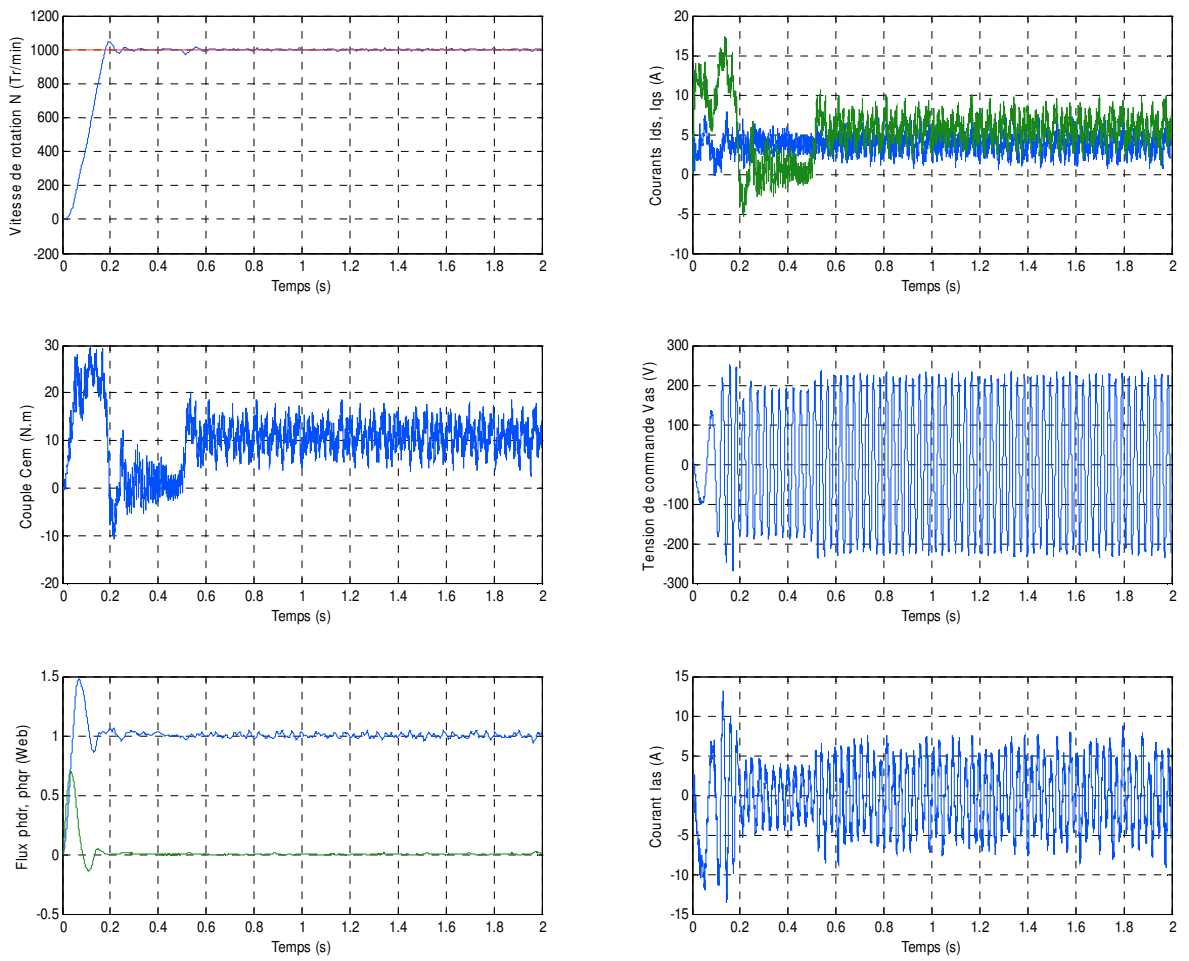 Vitesse de rotation N (Tr/min)
1200
1000
800
600
400
200
0
-200
0 0.2 0.4 0.6 0.8 1 1.2 1.4 1.6 1.8 2
Temps (s)
Courants Ids, Iqs (A)
20
15
10
5
0
-5
-10
0 0.2 0.4 0.6 0.8 1 1.2 1.4 1.6 1.8 2
Temps (s)
Couple Cem (N.m)
30
20
10
0
-10
-20
0 0.2 0.4 0.6 0.8 1 1.2 1.4 1.6 1.8 2
Temps (s)
Tension de commande Vas (V)
300
200
100
0
-100
-200
-300
0 0.2 0.4 0.6 0.8 1 1.2 1.4 1.6 1.8 2
Temps (s)
Flux phdr, phqr (Web)
1.5
1
0.5
0
-0.5
0 0.2 0.4 0.6 0.8 1 1.2 1.4 1.6 1.8 2
Temps (s)
Courant Ias (A)
15
10
5
0
-5
-10
-15
0 0.2 0.4 0.6 0.8 1 1.2 1.4 1.6 1.8 2
Temps (s)